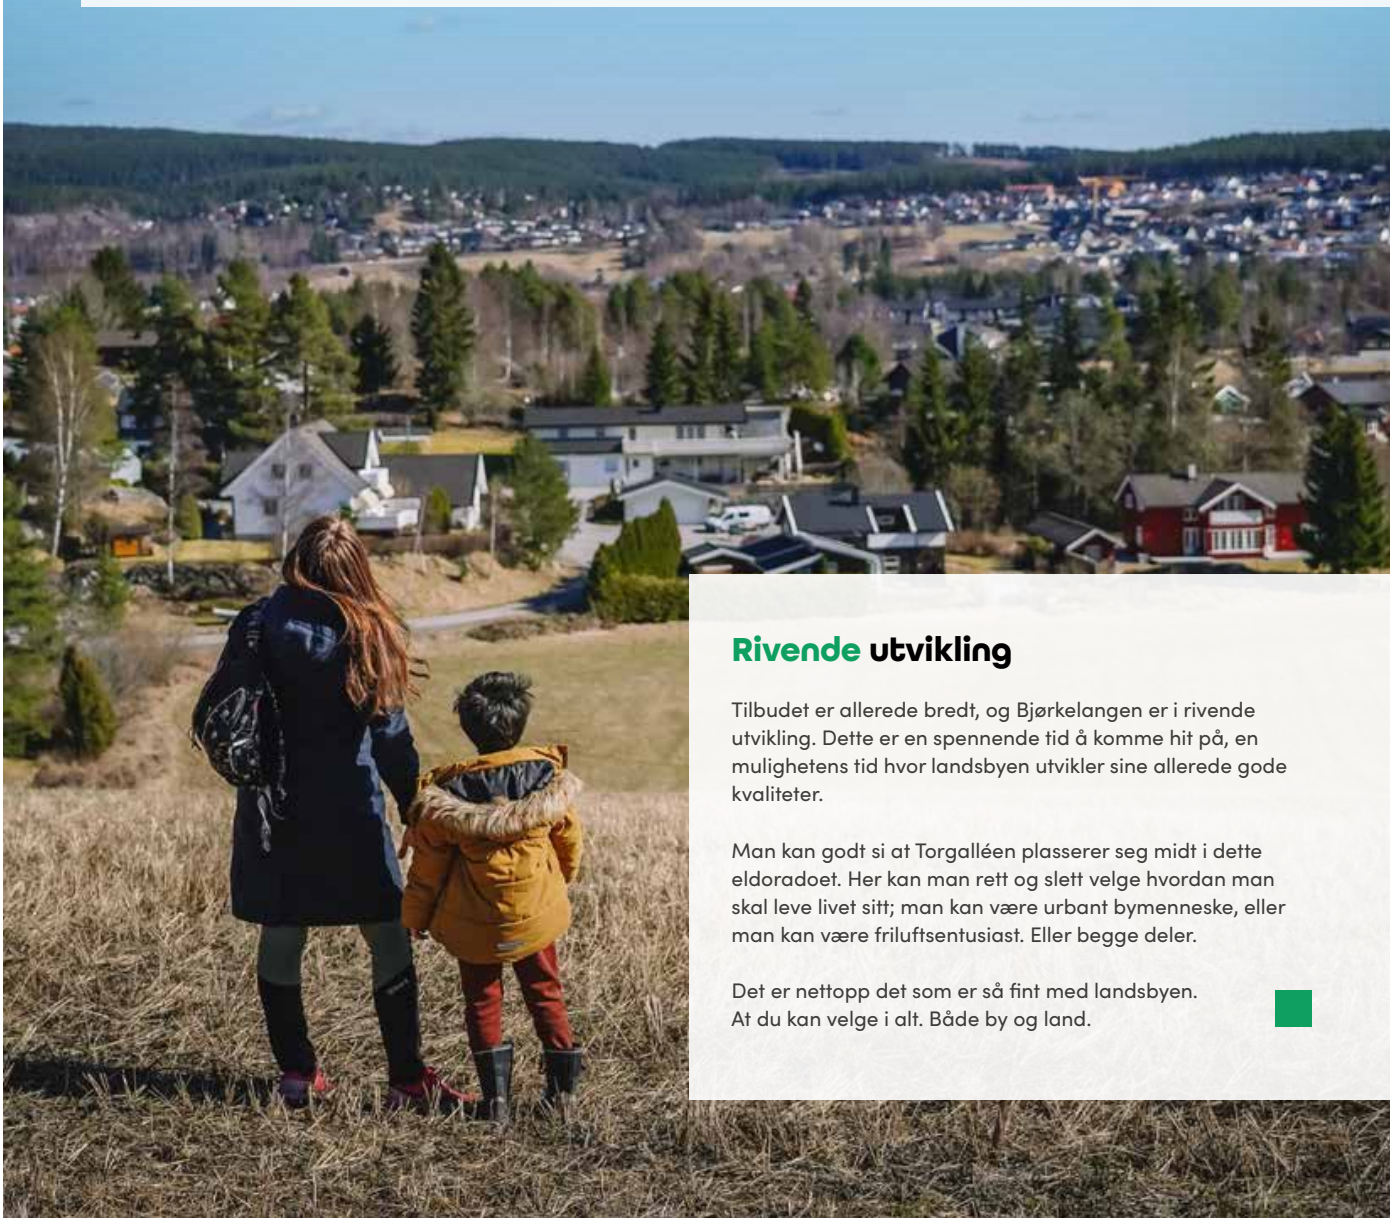 Rivende utvikling
Tilbudet er allerede bredt, og Bjørkelangen er i rivende
utvikling. Dette er en spennende tid å komme hit på, en
mulighetens tid hvor landsbyen utvikler sine allerede gode
kvaliteter.
Man kan godt si at Torgalléen plasserer seg midt i dette
eldoradoet. Her kan man rett og slett velge hvordan man
skal leve livet sitt; man kan være urbant bymenneske, eller
man kan være friluftsentusiast. Eller begge deler.
Det er nettopp det som er så fint med landsbyen.
At du kan velge i alt. Både by og land.